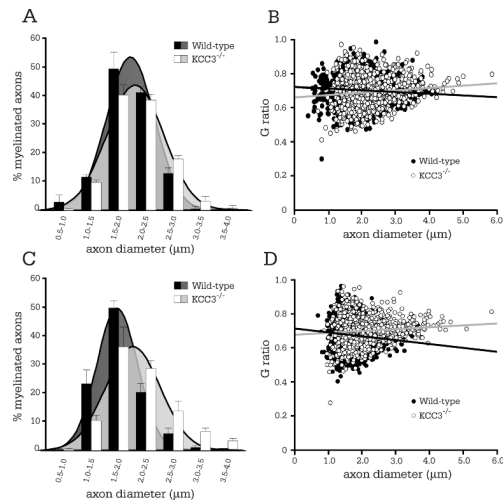 A
60
50
40
30
20
10
0
% myelinated axons
Wild-type
KCC3-/-
0.5-1.0
1.0-1.5
1.5-2.0
2.0-2.5
2.5-3.0
3.0-3.5
3.5-4.0
axon diameter (μm)
B
1.0
0.8
0.6
0.4
0.2
0
G ratio
Wild-type
KCC3-/-
0 1.0 2.0 3.0 4.0 5.0 6.0
axon diameter (μm)
C
60
50
40
30
20
10
0
% myelinated axons
Wild-type
KCC3-/-
0.5-1.0
1.0-1.5
1.5-2.0
2.0-2.5
2.5-3.0
3.0-3.5
3.5-4.0
axon diameter (μm)
D
1.0
0.8
0.6
0.4
0.2
0
G ratio
Wild-type
KCC3-/-
0 1.0 2.0 3.0 4.0 5.0 6.0
axon diameter (μm)